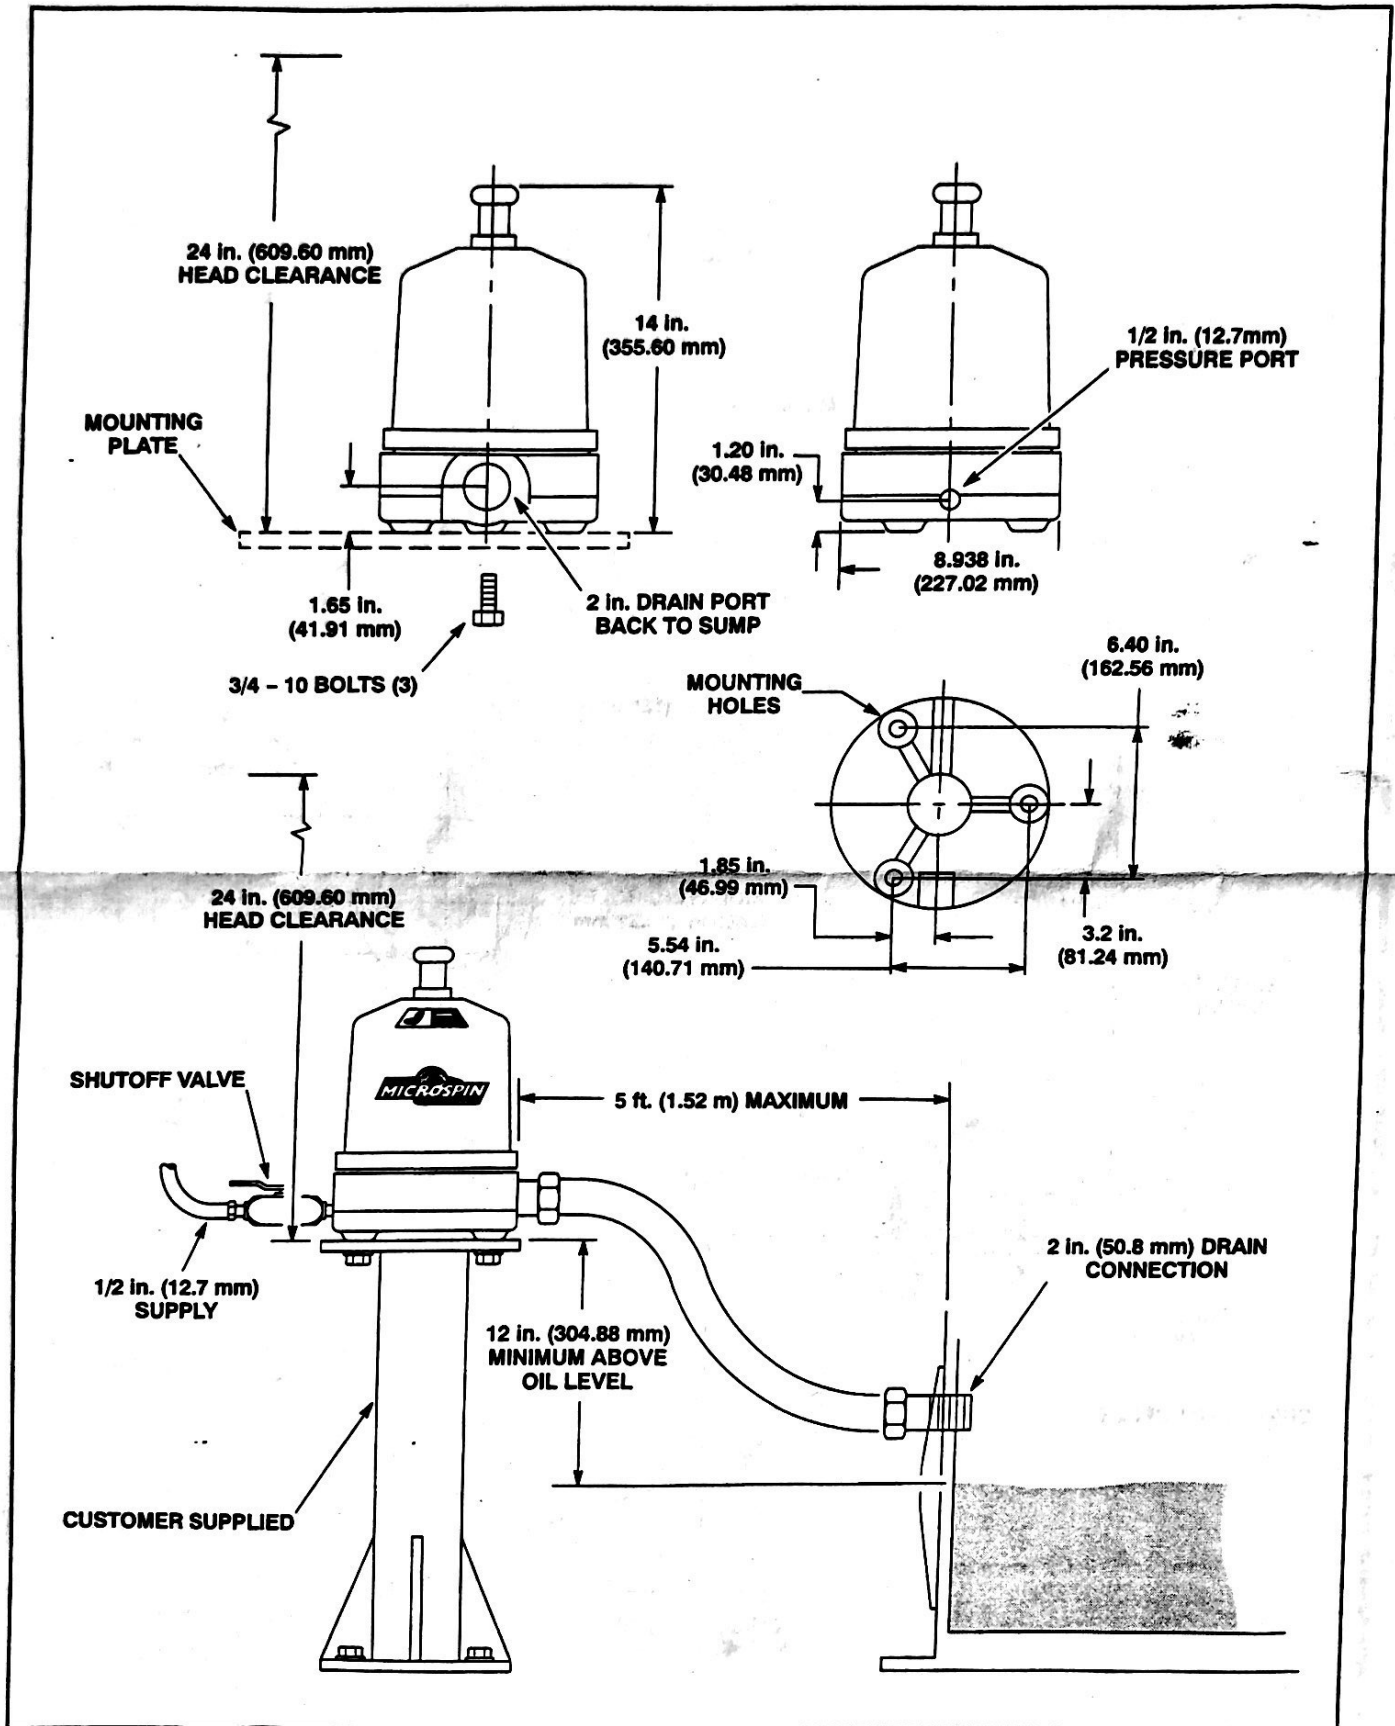 24 in. (609.60 mm)
HEAD CLEARANCE
14 in.
(355.60 mm)
1/2 in. (12.7mm)
PRESSURE PORT
MOUNTING
PLATE
1.20 in.
(30.48 mm)
8.938 in.
(227.02 mm)
1.65 in.
(41.91 mm)
2 in. DRAIN PORT
BACK TO SUMP
3/4 – 10 BOLTS (3)
6.40 in.
(162.56 mm)
MOUNTING
HOLES
1.85 in.
(46.99 mm)
5.54 in.
(140.71 mm)
3.2 in.
(81.24 mm)
24 in. (609.60 mm)
HEAD CLEARANCE
MICROSPIN
SHUTOFF VALVE
5 ft. (1.52 m) MAXIMUM
1/2 in. (12.7 mm)
SUPPLY
2 in. (50.8 mm) DRAIN
CONNECTION
12 in. (304.88 mm)
MINIMUM ABOVE
OIL LEVEL
CUSTOMER SUPPLIED